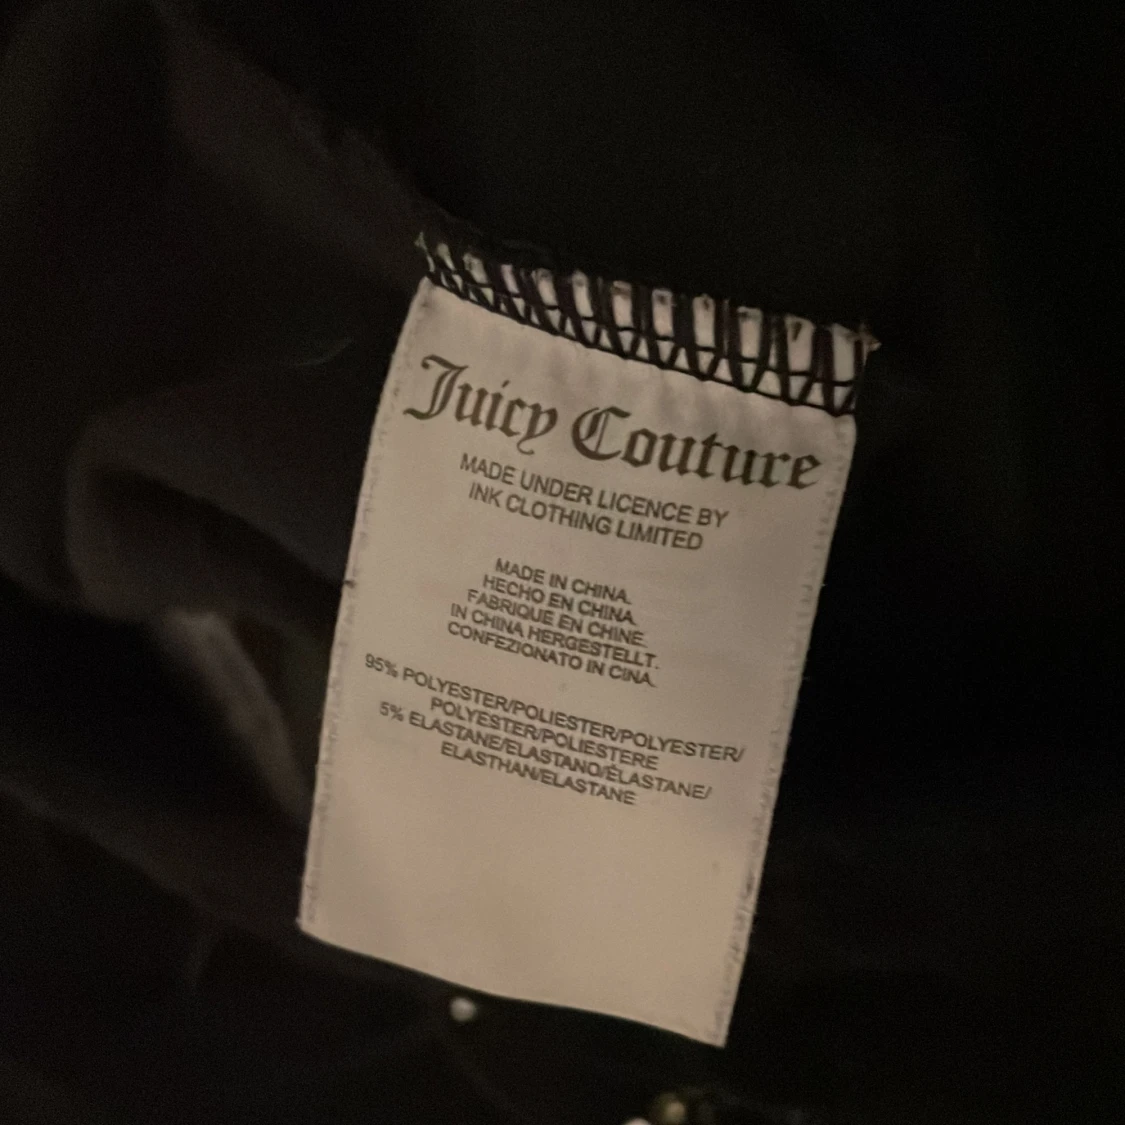 Juicy Couture
MADE UNDER LICENCE BY
INK CLOTHING LIMITED
MADE IN CHINA.
HECHO EN CHINA.
FABRIQUE EN CHINE.
IN CHINA HERGESTELLT.
CONFEZIONATO IN CINA.
95% POLYESTER/POLIESTER/POLYESTER/
POLYESTER/POLIESTERE
5% ELASTANE/ELASTANO/ÉLASTANE/
ELASTHAN/ELASTANE